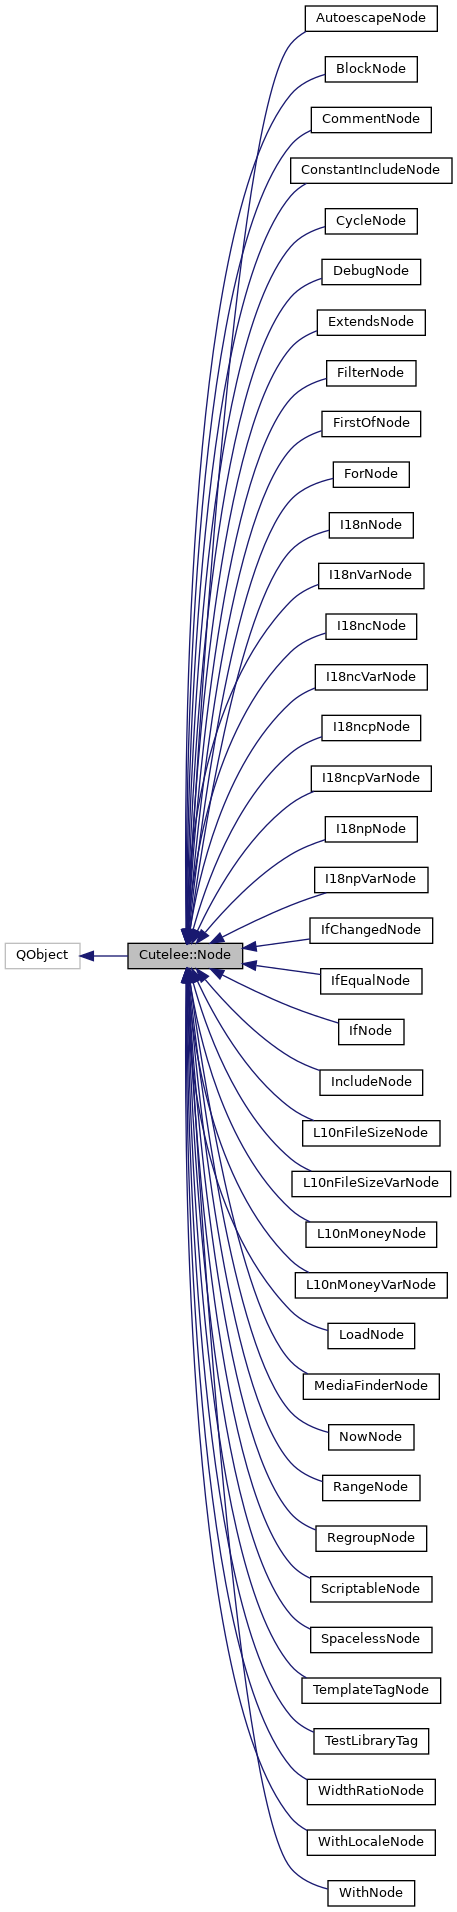 AutoescapeNode
BlockNode
CommentNode
ConstantIncludeNode
CycleNode
DebugNode
ExtendsNode
FilterNode
FirstOfNode
ForNode
I18nNode
I18nVarNode
I18ncNode
I18ncVarNode
I18ncpNode
I18ncpVarNode
I18npNode
I18npVarNode
IfChangedNode
QObject
Cutelee::Node
IfEqualNode
IfNode
IncludeNode
L10nFileSizeNode
L10nFileSizeVarNode
L10nMoneyNode
L10nMoneyVarNode
LoadNode
MediaFinderNode
NowNode
RangeNode
RegroupNode
ScriptableNode
SpacelessNode
TemplateTagNode
TestLibraryTag
WidthRatioNode
WithLocaleNode
WithNode